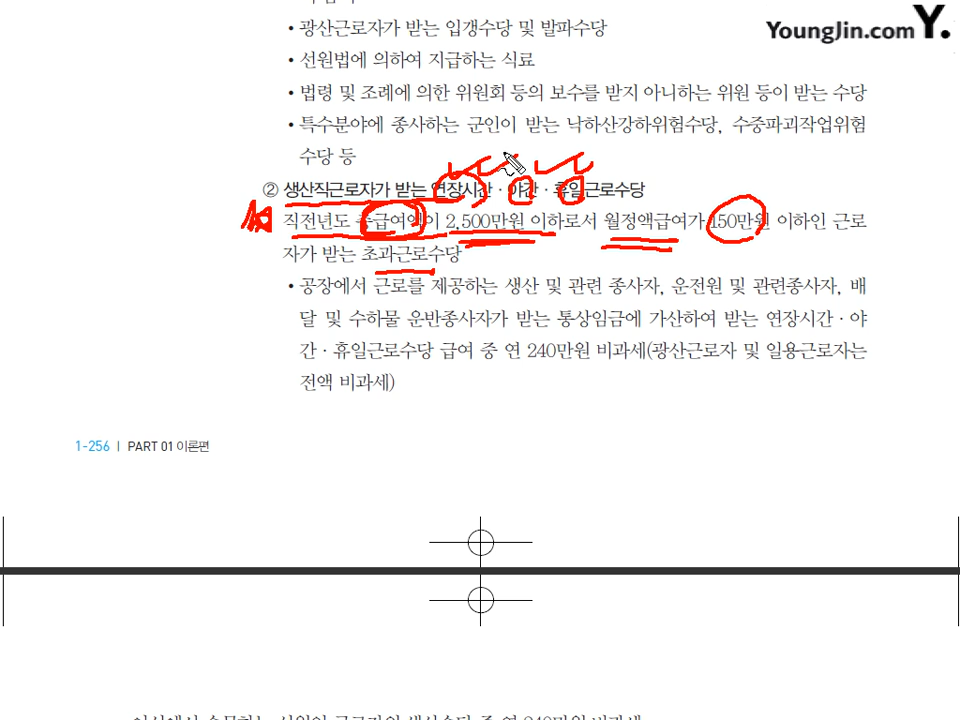 YoungJin.com Y.
• 광산근로자가 받는 입갱수당 및 발파수당
• 선원법에 의하여 지급하는 식료
• 법령 및 조례에 의한 위원회 등의 보수를 받지 아니하는 위원 등이 받는 수당
• 특수분야에 종사하는 군인이 받는 낙하산강하위험수당, 수중파괴작업위험
수당 등
② 생산직근로자가 받는 연장시간 · 야간 · 휴일근로수당
직전년도 총급여액이 2,500만원 이하로서 월정액급여가 150만원 이하인 근로
자가 받는 초과근로수당
• 공장에서 근로를 제공하는 생산 및 관련 종사자, 운전원 및 관련종사자, 배
달 및 수하물 운반종사자가 받는 통상임금에 가산하여 받는 연장시간 · 야
간 · 휴일근로수당 급여 중 연 240만원 비과세(광산근로자 및 일용근로자는
전액 비과세)
1-256 | PART 01 이론편